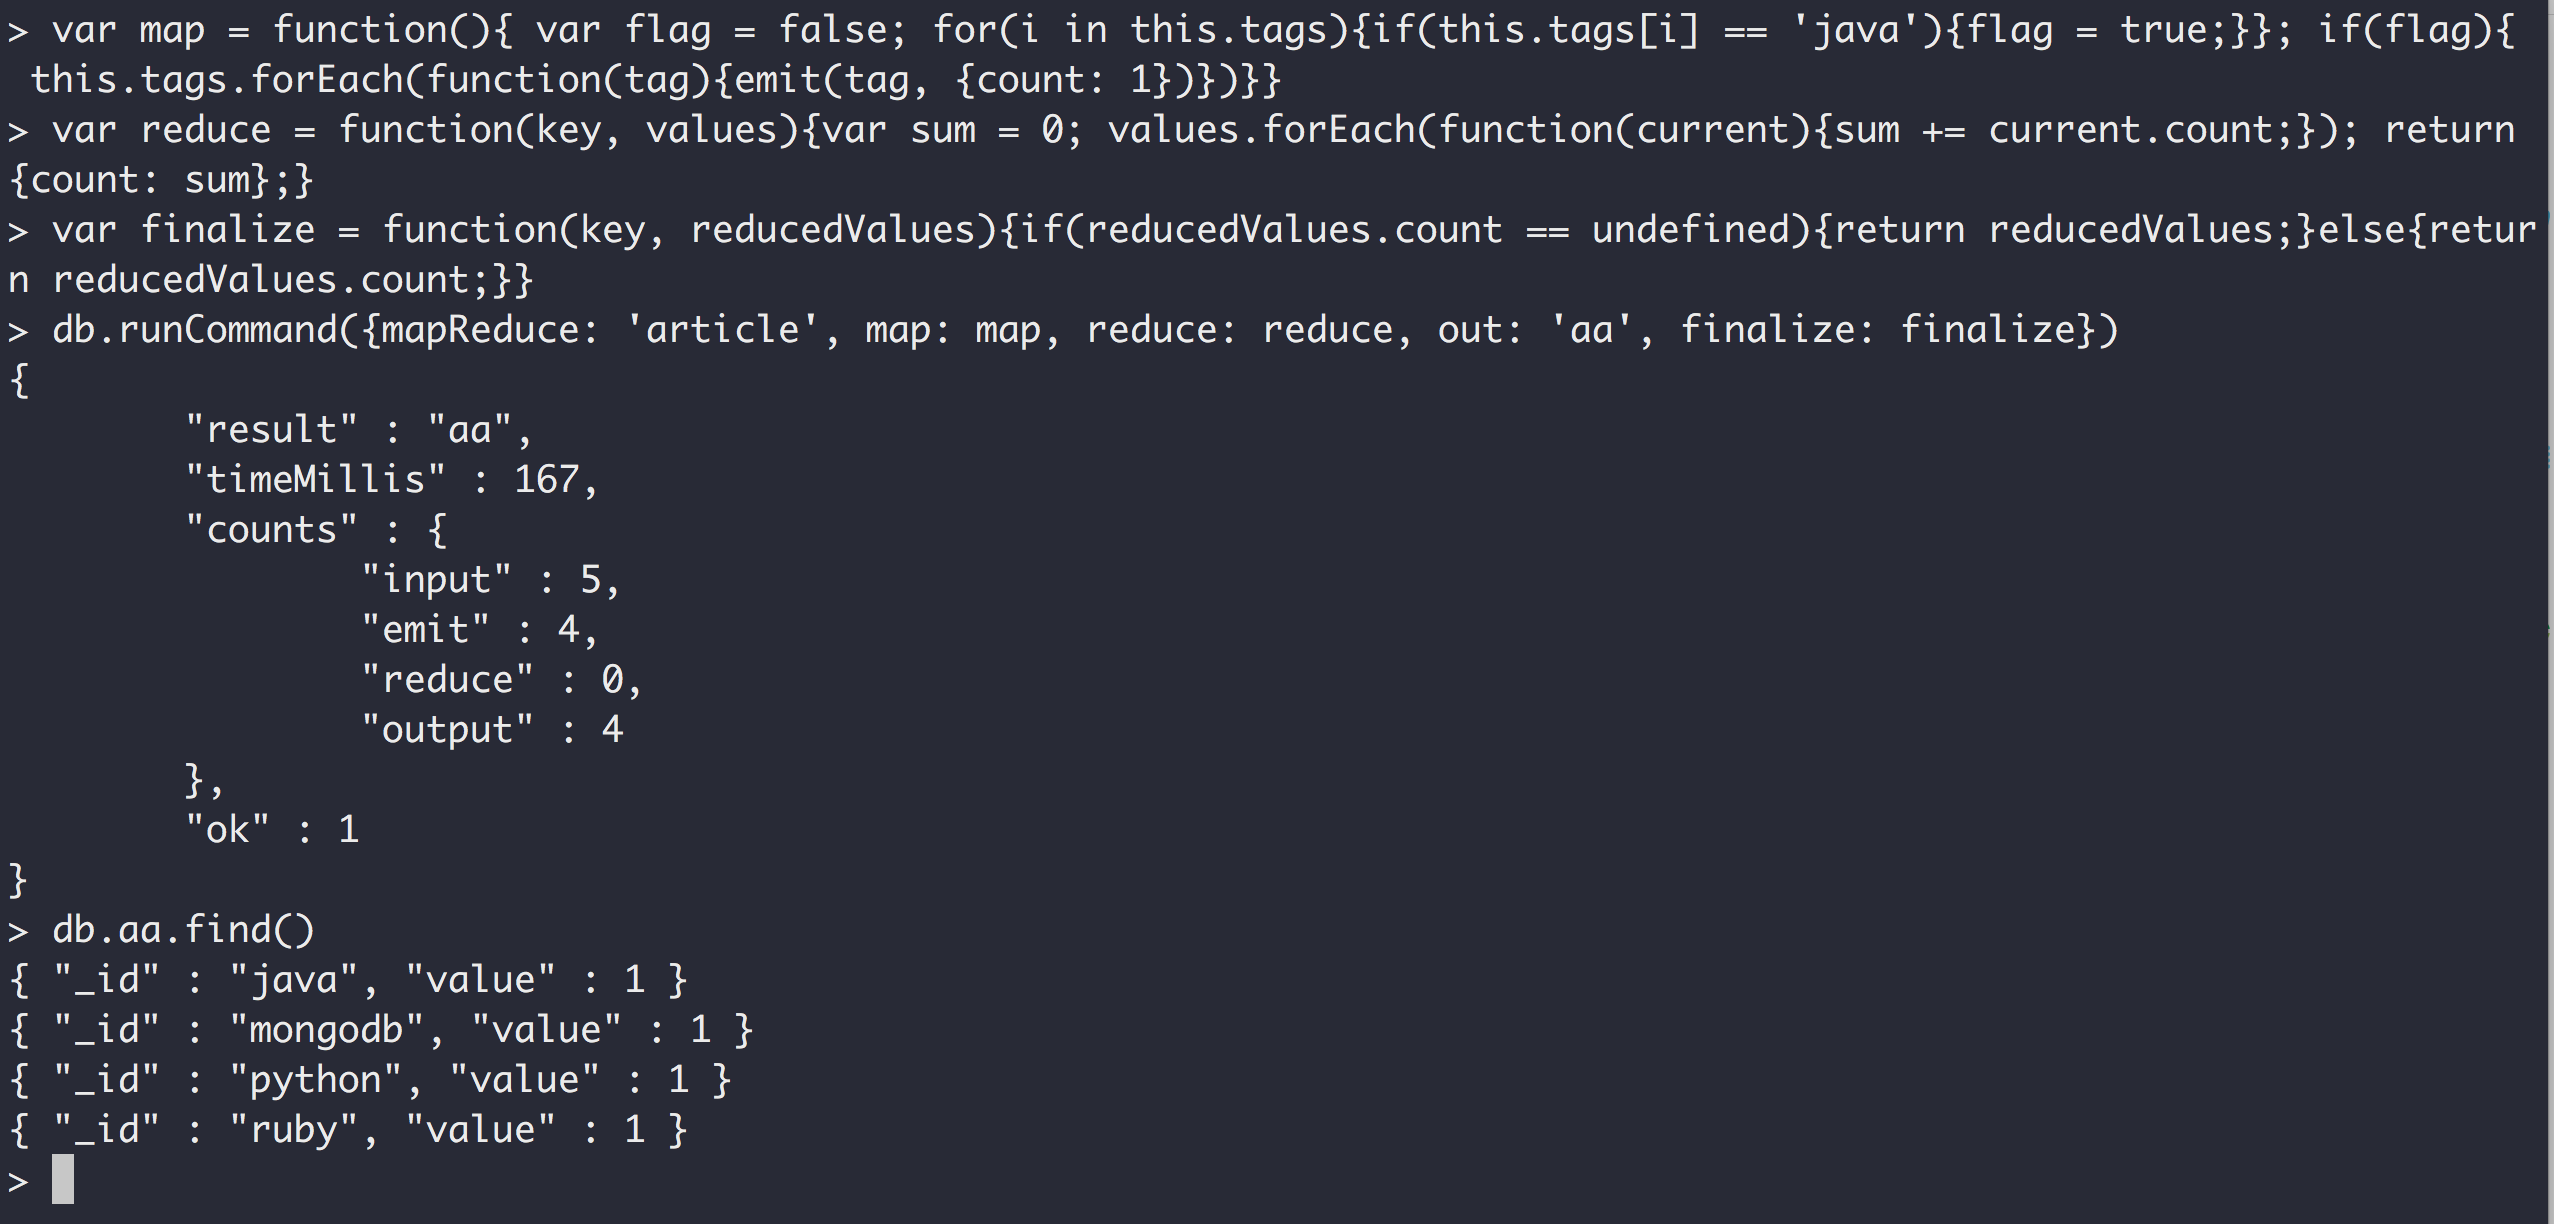 > var map = function(){ var flag = false; for(i in this.tags){if(this.tags[i] == 'java'){flag = true;}}; if(flag){
 this.tags.forEach(function(tag){emit(tag, {count: 1})})}}
> var reduce = function(key, values){var sum = 0; values.forEach(function(current){sum += current.count;}); return
{count: sum};}
> var finalize = function(key, reducedValues){if(reducedValues.count == undefined){return reducedValues;}else{retur
n reducedValues.count;}}
> db.runCommand({mapReduce: 'article', map: map, reduce: reduce, out: 'aa', finalize: finalize})
{
        "result" : "aa",
        "timeMillis" : 167,
        "counts" : {
                "input" : 5,
                "emit" : 4,
                "reduce" : 0,
                "output" : 4
        },
        "ok" : 1
}
> db.aa.find()
{ "_id" : "java", "value" : 1 }
{ "_id" : "mongodb", "value" : 1 }
{ "_id" : "python", "value" : 1 }
{ "_id" : "ruby", "value" : 1 }
>